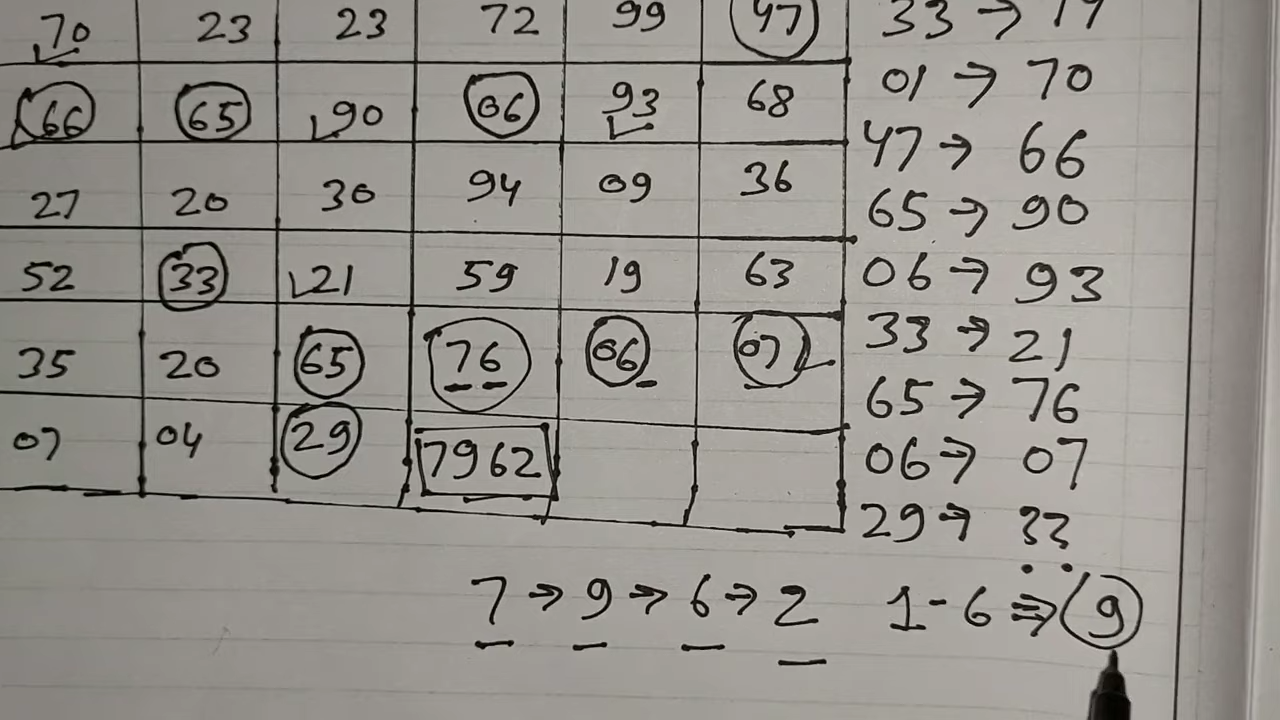 70 23 23 72 99 47 33 → 17
66 65 90 06 93 68 01 → 70
47 → 66
27 20 30 94 09 36 65 → 90
52 33 21 59 19 63 06 → 93
33 → 21
35 20 65 76 06 07 65 → 76
07 04 29 7962 06 → 07
29 → ??
7 → 9 → 6 → 2 1-6 ⇒ 9